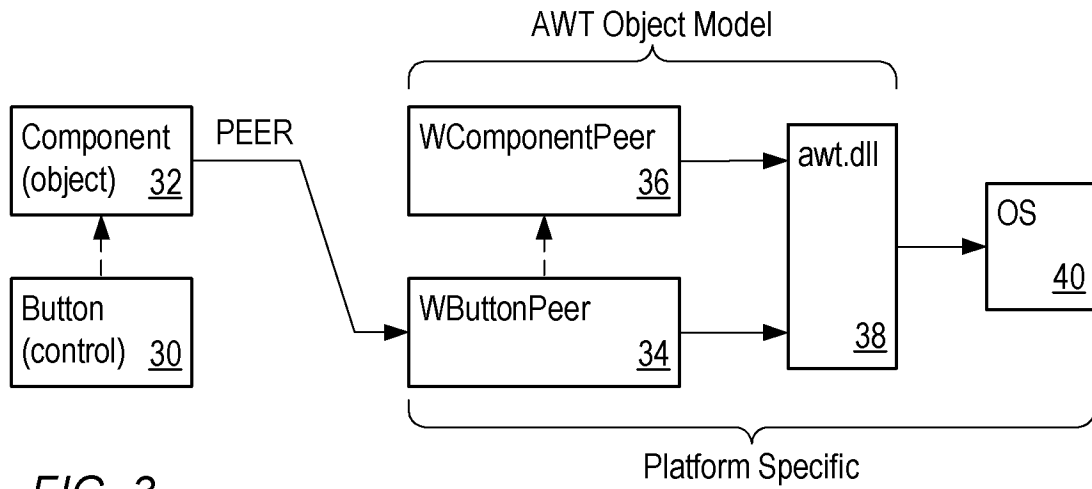 AWT Object Model
Component
(object) 32
PEER
WComponentPeer
36
awt.dll
38
OS
40
Button
(control) 30
WButtonPeer
34
Platform Specific
FIG. 3